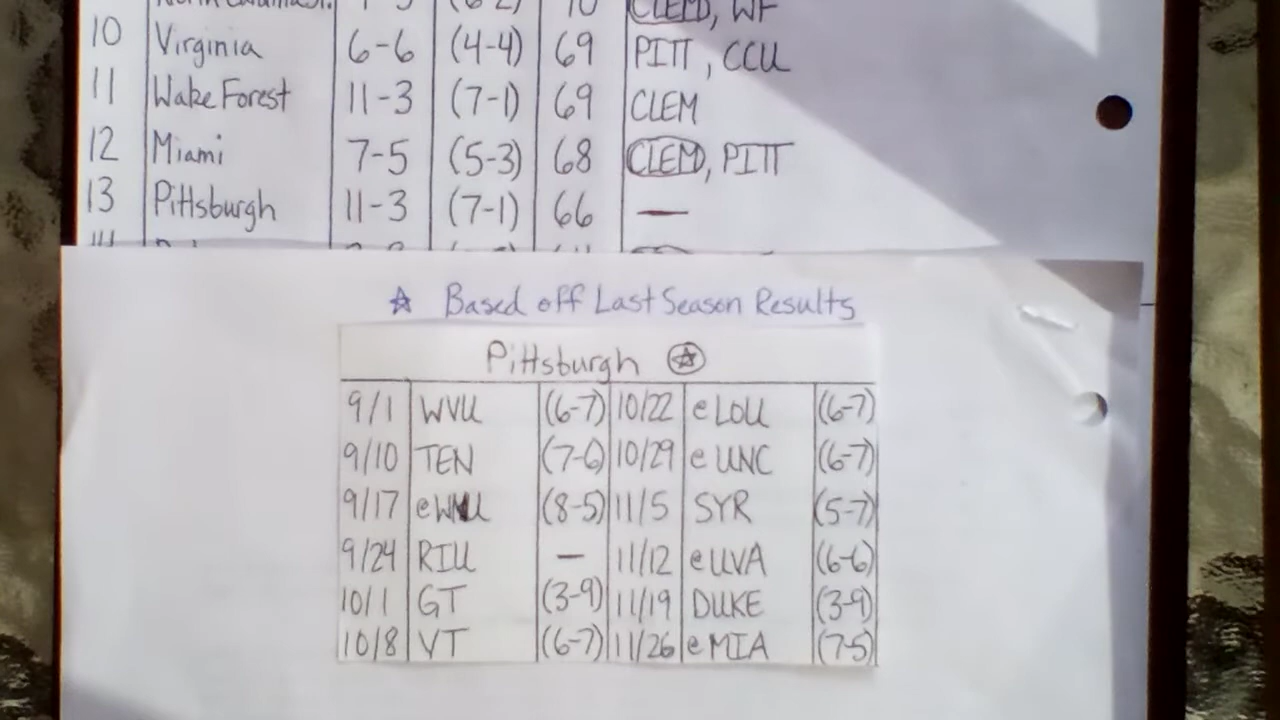 CLEM, WF
10 Virginia 6-6 (4-4) 69 PITT, CCU
11 Wake Forest 11-3 (7-1) 69 CLEM
12 Miami 7-5 (5-3) 68 CLEM, PITT
13 Pittsburgh 11-3 (7-1) 66 —
☆ Based off Last Season Results
Pittsburgh ☆
9/1 WVU (6-7) 10/22 @LOU (6-7)
9/10 TEN (7-6) 10/29 @UNC (6-7)
9/17 @WMU (8-5) 11/5 SYR (5-7)
9/24 RIU — 11/12 @UVA (6-6)
10/1 GT (3-9) 11/19 DUKE (3-9)
10/8 VT (6-7) 11/26 @MIA (7-5)